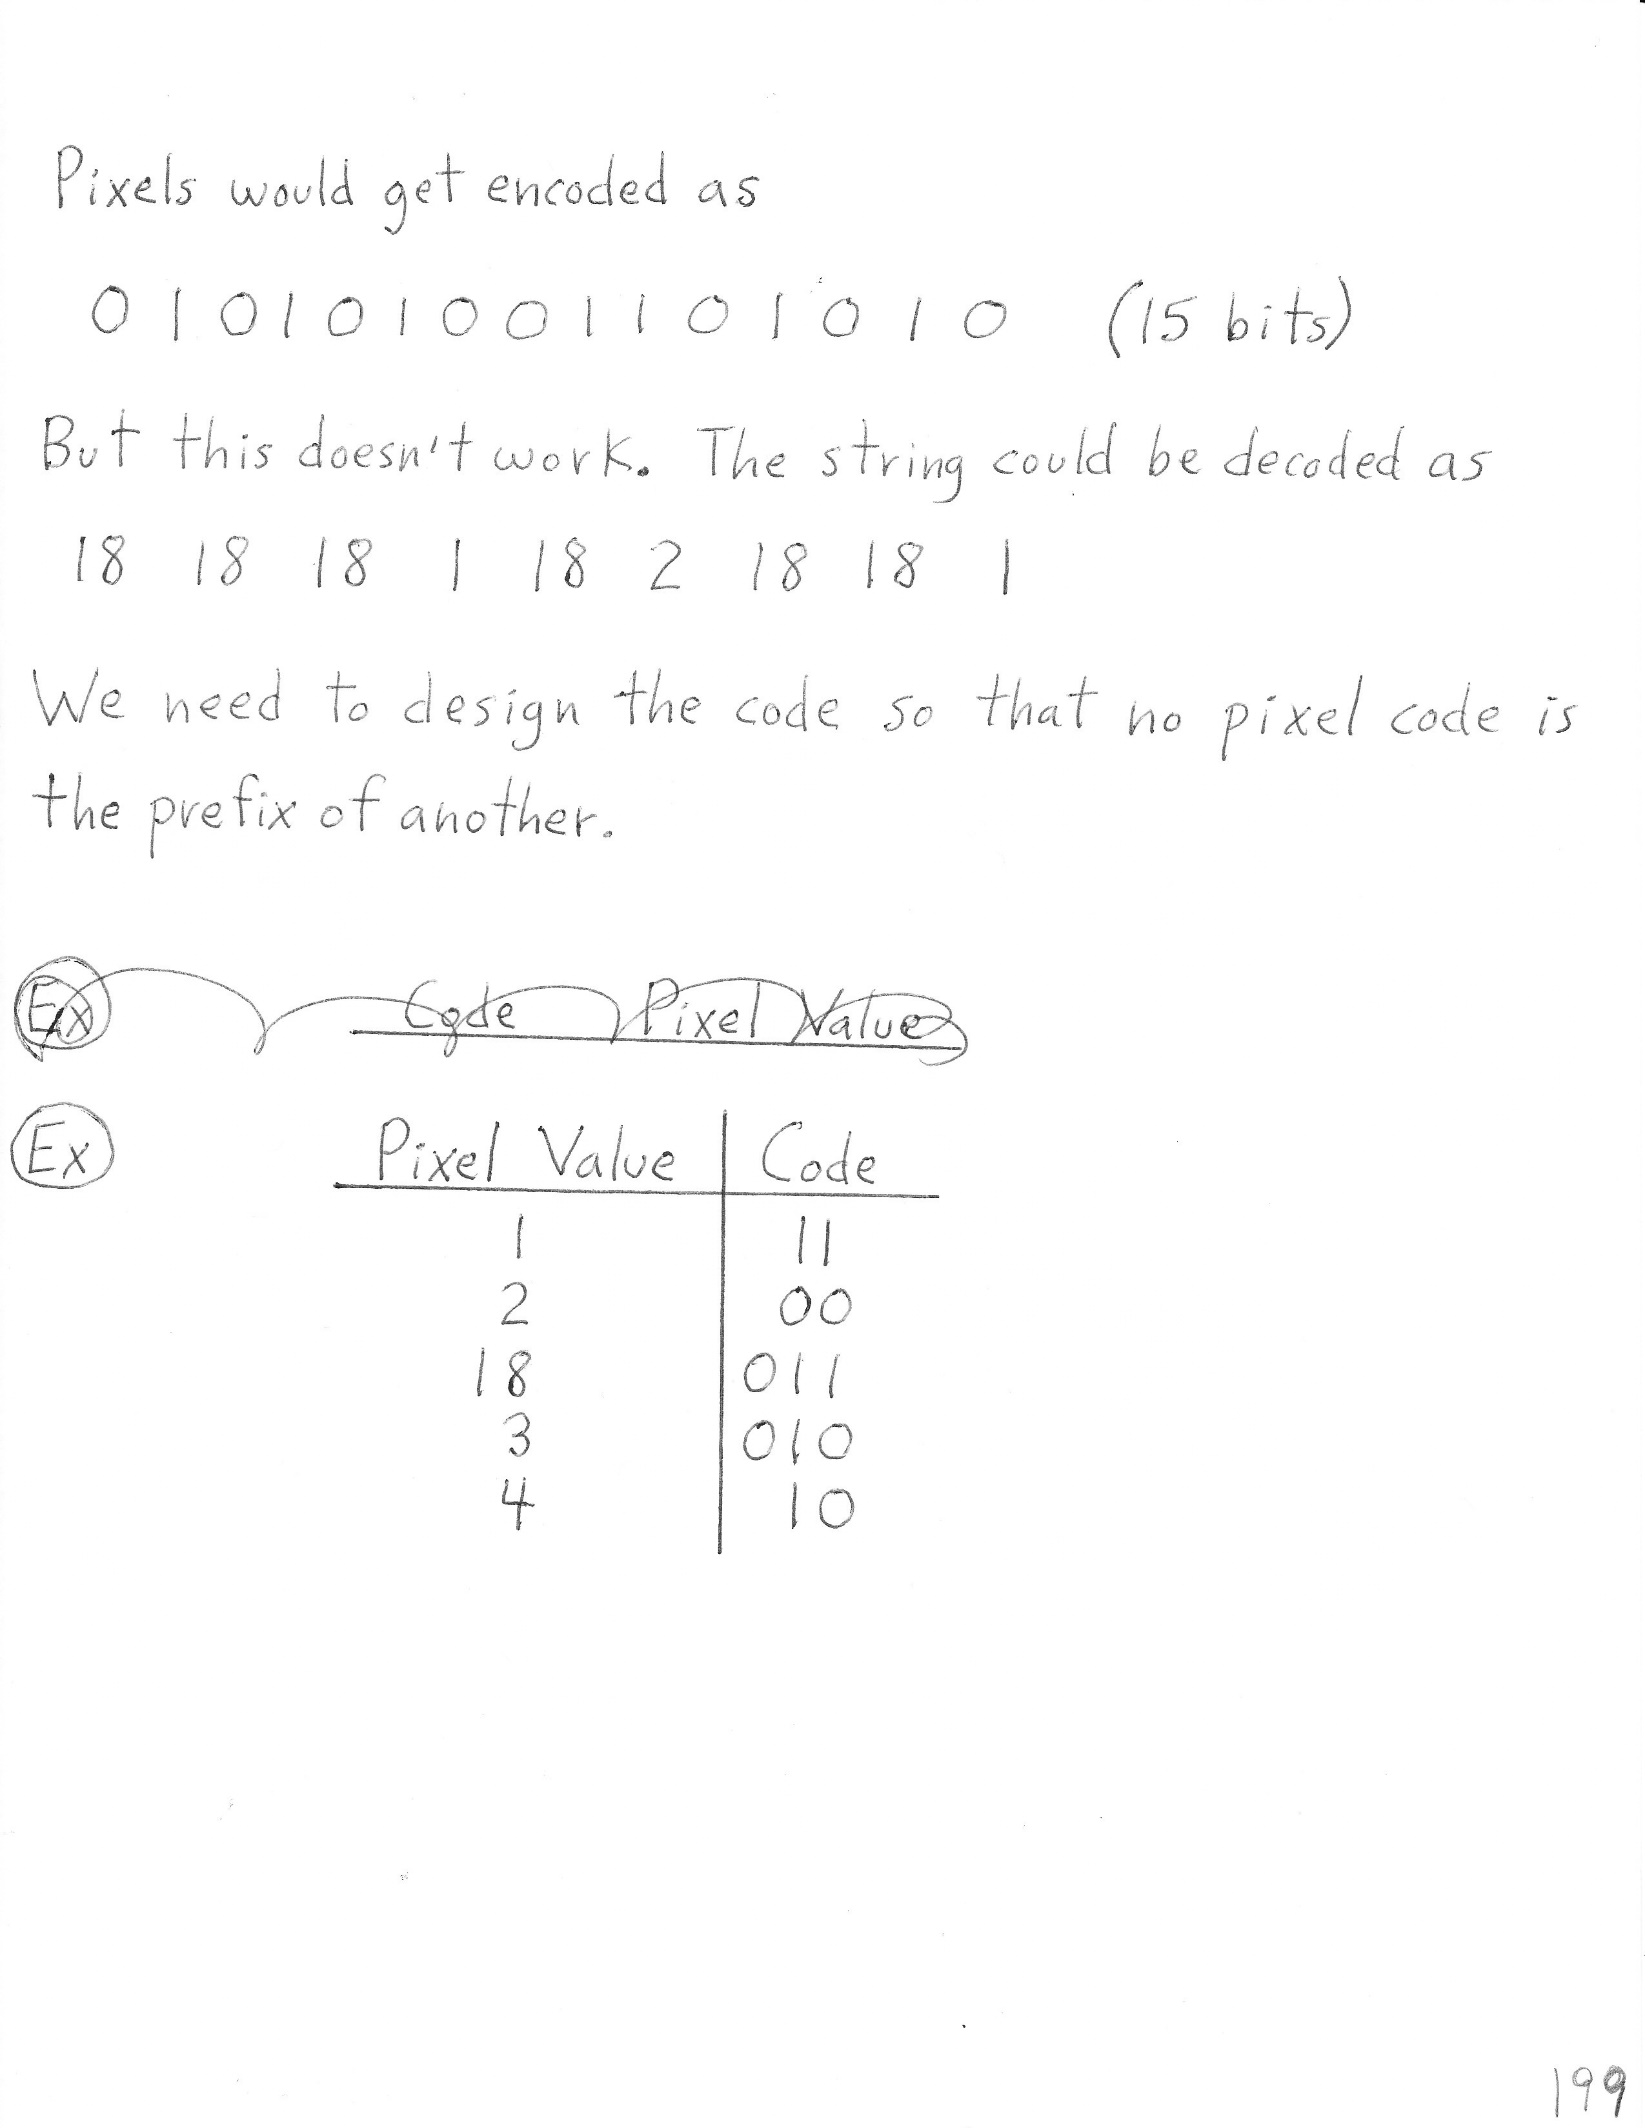 Pixels would get encoded as
0 1 0 1 0 1 0 0 1 1 0 1 0 1 0 (15 bits)
But this doesn't work. The string could be decoded as
18 18 18 1 18 2 18 18 1
We need to design the code so that no pixel code is
the prefix of another.
Ex Code Pixel Value
Ex Pixel Value Code
1 11
2 00
18 011
3 010
4 10
199